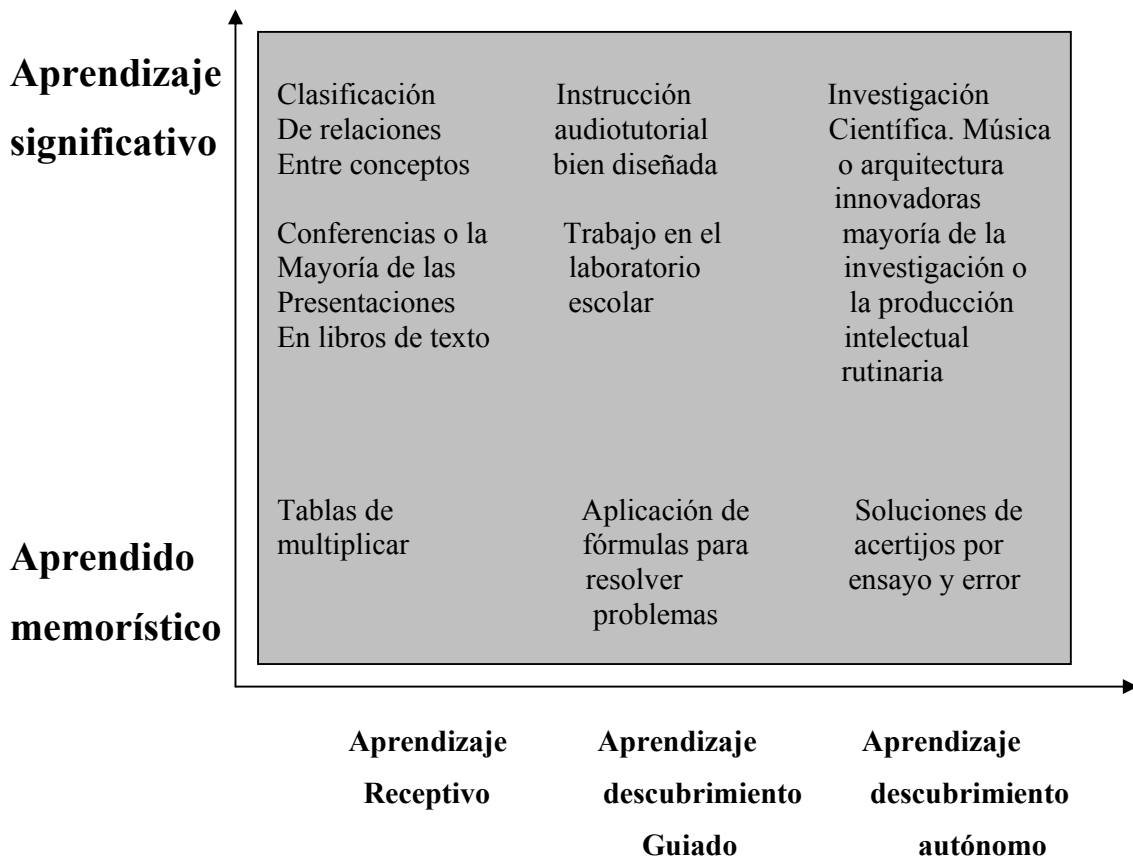 Aprendizaje
significativo
Clasificación
De relaciones
Entre conceptos
Conferencias o la
Mayoría de las
Presentaciones
En libros de texto
Instrucción
audiotutorial
bien diseñada
Trabajo en el
laboratorio
escolar
Investigación
Científica. Música
o arquitectura
innovadoras
mayoría de la
investigación o
la producción
intelectual
rutinaria
Aprendido
memorístico
Tablas de
multiplicar
Aplicación de
fórmulas para
resolver
problemas
Soluciones de
acertijos por
ensayo y error
Aprendizaje
Receptivo
Aprendizaje
descubrimiento
Guiado
Aprendizaje
descubrimiento
autónomo